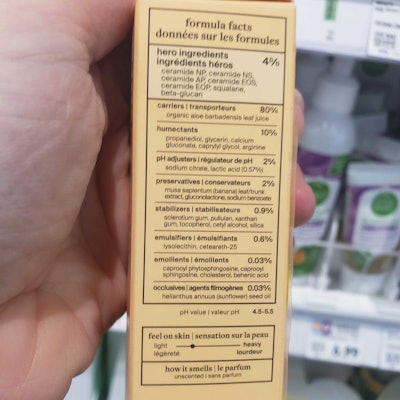 formula facts
données sur les formules
hero ingredients 4%
ingrédients héros
ceramide NP, ceramide NS,
ceramide AP, ceramide EOS,
ceramide EOP, squalane,
beta-glucan
carriers | transporteurs 80%
organic aloe barbadensis leaf juice
humectants 10%
propanediol, glycerin, calcium
gluconate, caprylyl glycol, arginine
pH adjusters | régulateur de pH 2%
sodium citrate, lactic acid (0.57%)
preservatives | conservateurs 2%
musa sapientum (banana) leaf/trunk
extract, gluconolactone, sodium benzoate
stabilizers | stabilisateurs 0.9%
sclerotium gum, pullulan, xanthan
gum, tocopherol, cetyl alcohol, silica
emulsifiers | émulsifiants 0.6%
lysolecithin, ceteareth-25
emollients | émollients 0.03%
caprooyl phytosphingosine, caprooyl
sphingosine, cholesterol, behenic acid
occlusives | agents filmogènes 0.03%
helianthus annuus (sunflower) seed oil
pH value | valeur pH 4.5-5.5
feel on skin | sensation sur la peau
light heavy
légèreté lourdeur
how it smells | le parfum
unscented | sans parfum
6.99